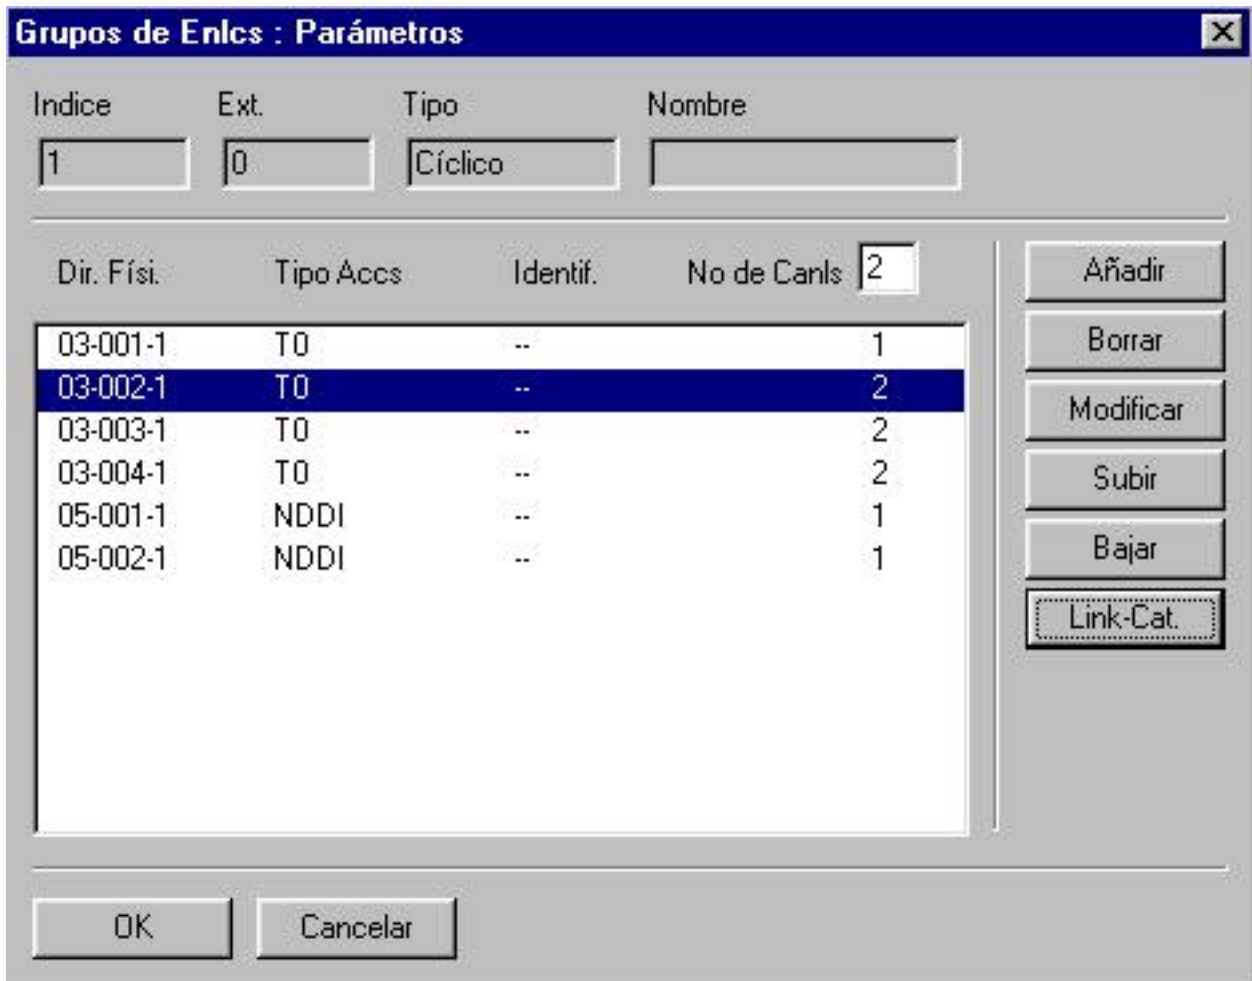 Grupos de Enlcs : Parámetros
Indice Ext. Tipo Nombre
1 0 Cíclico
Dir. Físi. Tipo Accs Identif. No de Canls 2
03-001-1 T0 -- 1
03-002-1 T0 -- 2
03-003-1 T0 -- 2
03-004-1 T0 -- 2
05-001-1 NDDI -- 1
05-002-1 NDDI -- 1
Añadir
Borrar
Modificar
Subir
Bajar
Link-Cat.
OK Cancelar